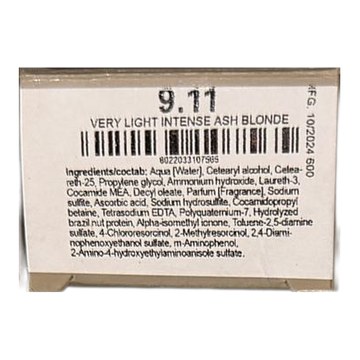 9.11
VERY LIGHT INTENSE ASH BLONDE
8022033107985
Ingredients/coctab: Aqua [Water], Cetearyl alcohol, Cetea-
reth-25, Propylene glycol, Ammonium hydroxide, Laureth-3,
Cocamide MEA, Decyl oleate, Parfum [Fragrance], Sodium
sulfite, Ascorbic acid, Sodium hydrosulfite, Cocamidopropyl
betaine, Tetrasodium EDTA, Polyquaternium-7, Hydrolyzed
brazil nut protein, Alpha-isomethyl ionone, Toluene-2,5-diamine
sulfate, 4-Chlororesorcinol, 2-Methylresorcinol, 2,4-Diami-
nophenoxyethanol sulfate, m-Aminophenol,
2-Amino-4-hydroxyethylaminoanisole sulfate.
MFG. 10/2024 600